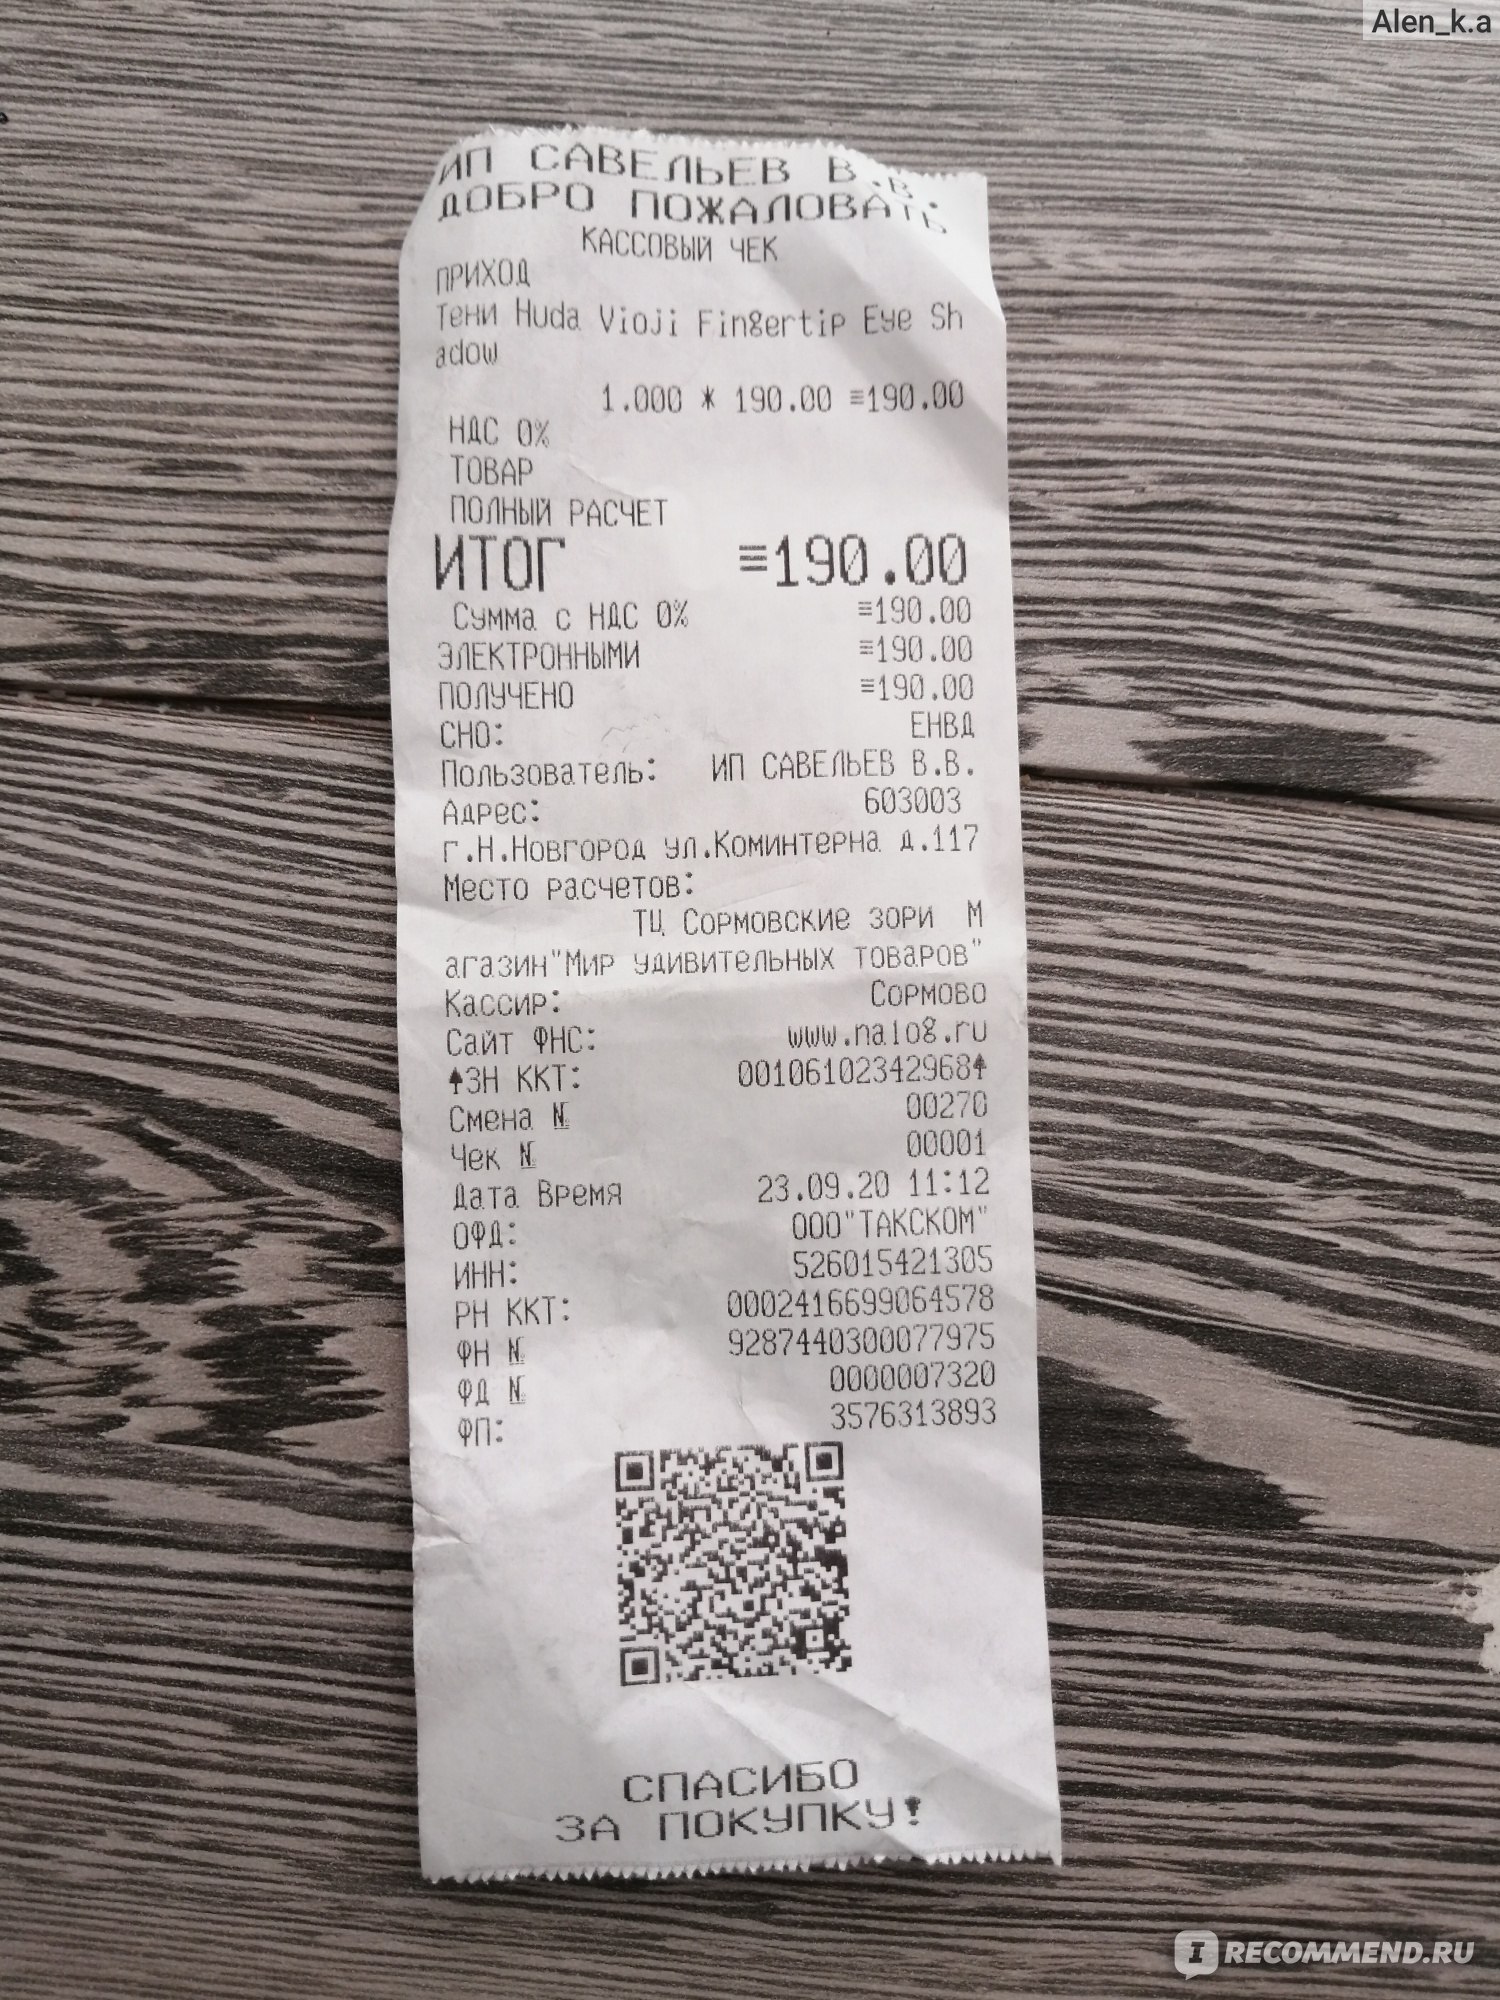 Alen_k.a
ИП САВЕЛЬЕВ В.В.
ДОБРО ПОЖАЛОВАТЬ
КАССОВЫЙ ЧЕК
ПРИХОД
Тени Huda Vioji Fingertip Eye Sh
adow
1.000 * 190.00 ≡190.00
НДС 0%
ТОВАР
ПОЛНЫЙ РАСЧЕТ
ИТОГ ≡190.00
Сумма с НДС 0% ≡190.00
ЭЛЕКТРОННЫМИ ≡190.00
ПОЛУЧЕНО ≡190.00
СНО: ЕНВД
Пользователь: ИП САВЕЛЬЕВ В.В.
Адрес: 603003
г.Н.Новгород ул.Коминтерна д.117
Место расчетов:
ТЦ Сормовские зори М
агазин"Мир удивительных товаров"
Кассир: Сормово
Сайт ФНС: www.nalog.ru
↑ЗН ККТ: 00106102342968↑
Смена № 00270
Чек № 00001
Дата Время 23.09.20 11:12
ОФД: ООО"ТАКСКОМ"
ИНН: 526015421305
РН ККТ: 0002416699064578
ФН № 9287440300077975
ФД № 0000007320
ФП: 3576313893
СПАСИБО
ЗА ПОКУПКУ!
I RECOMMEND.RU